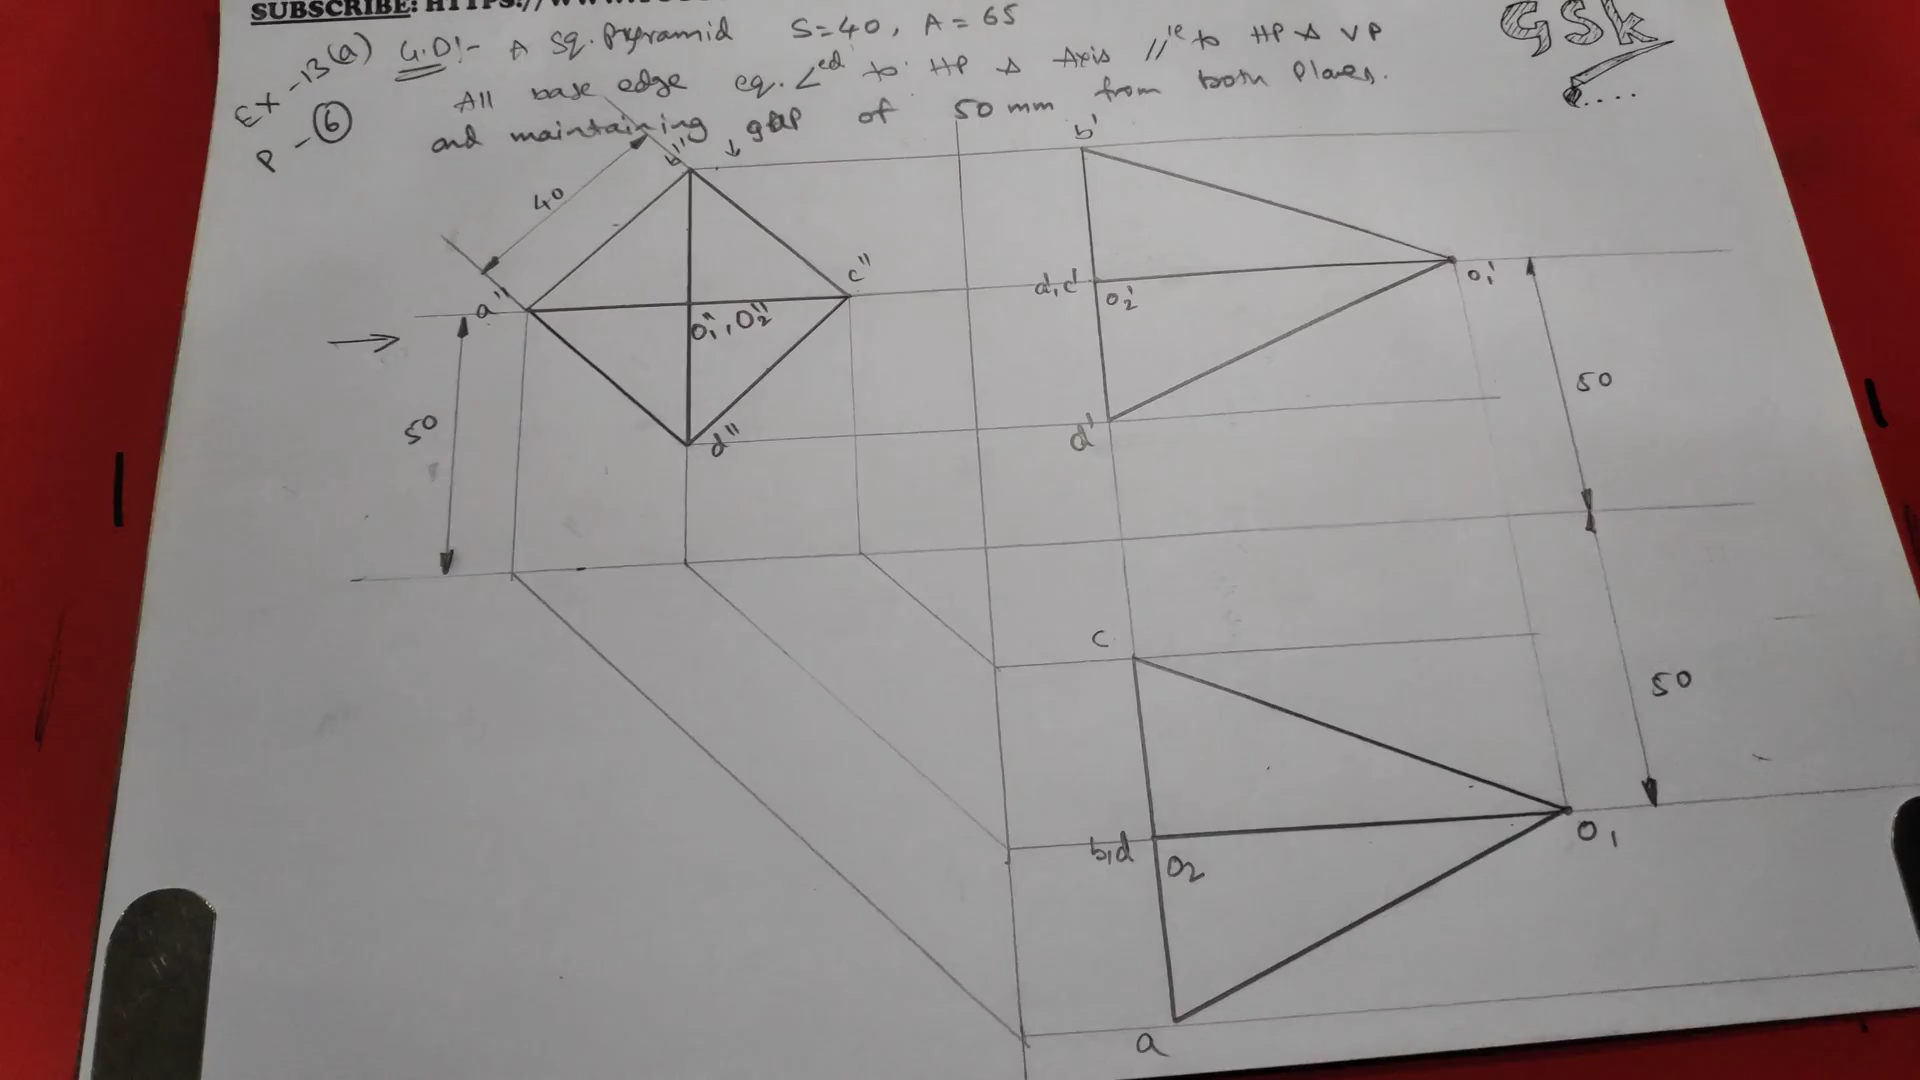 SUBSCRIBE: HTTPS://WWW.
GSK
Ex-13(a) G.D:- A Sq. Pyramid S=40, A=65
P-6 All base edge eq. ∠ed to HP & Axis //le to HP & VP
and maintaining gap of 50 mm from both Planes.
b'' b'
40
a'' c'' d',c' o2' o1'
o1'', o2''
50
50
d'' d'
c
50
b,d o2 o1
a